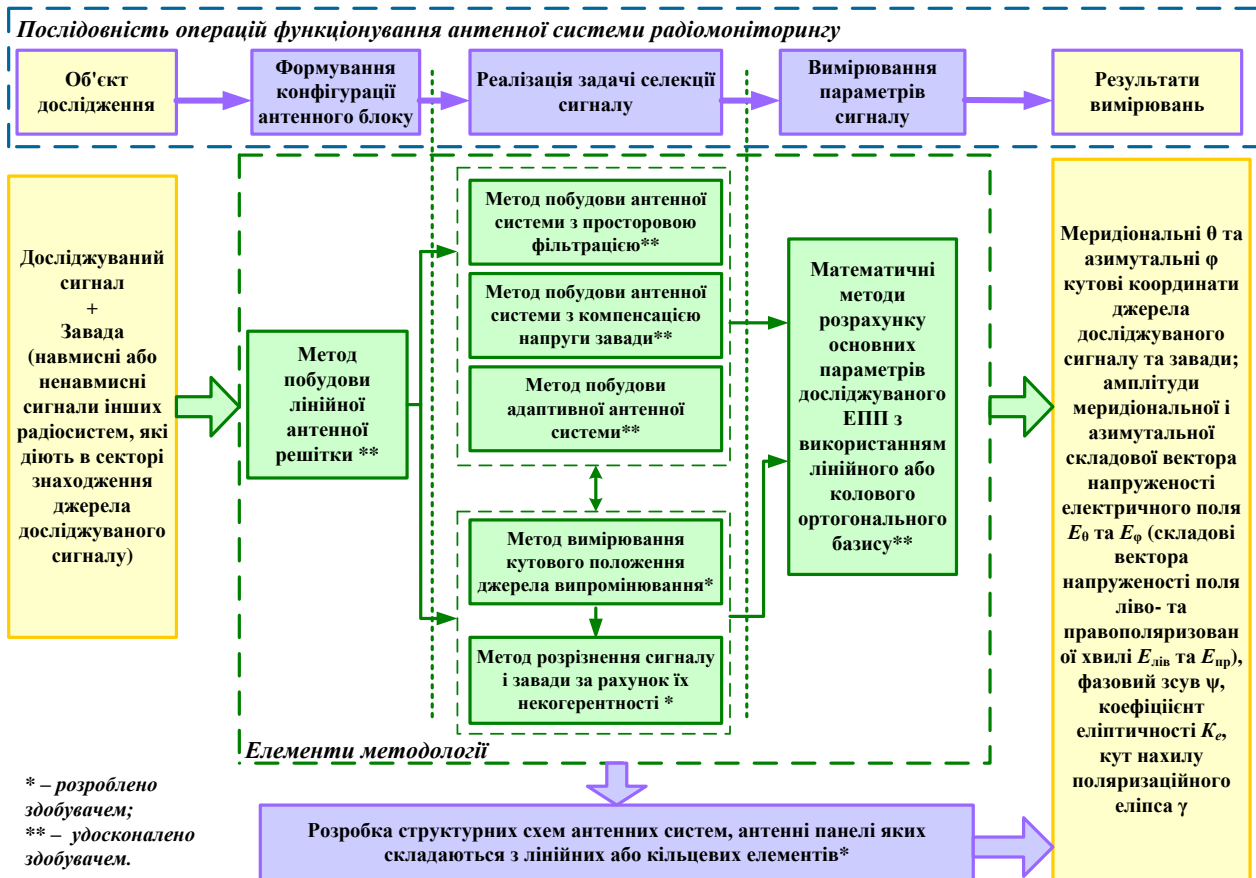 Послідовність операцій функціонування антенної системи радіомоніторингу
Об'єкт
дослідження
Формування
конфігурації
антенного блоку
Реалізація задачі селекції
сигналу
Вимірювання
параметрів
сигналу
Результати
вимірювань
Досліджуваний
сигнал
+
Завада
(навмисні або
ненавмисні
сигнали інших
радіосистем, які
діють в секторі
знаходження
джерела
досліджуваного
сигналу)
Метод
побудови
лінійної
антенної
решітки **
Метод побудови антенної
системи з просторовою
фільтрацією**
Метод побудови антенної
системи з компенсацією
напруги завади**
Метод побудови
адаптивної антенної
системи**
Метод вимірювання
кутового положення
джерела випромінювання*
Метод розрізнення сигналу
і завади за рахунок їх
некогерентності *
Математичні
методи
розрахунку
основних
параметрів
досліджуваного
ЕПП з
використанням
лінійного або
колового
ортогонального
базису**
Меридіональні θ та
азимутальні φ
кутові координати
джерела
досліджуваного
сигналу та завади;
амплітуди
меридіональної і
азимутальної
складової вектора
напруженості
електричного поля
Eθ та Eφ (складові
вектора
напруженості поля
ліво- та
правополяризован
ої хвилі Eлів та Eпр),
фазовий зсув ψ,
коефіціієнт
еліптичності Ke,
кут нахилу
поляризаційного
еліпса γ
Елементи методології
* – розроблено
здобувачем;
** – удосконалено
здобувачем.
Розробка структурних схем антенних систем, антенні панелі яких
складаються з лінійних або кільцевих елементів*